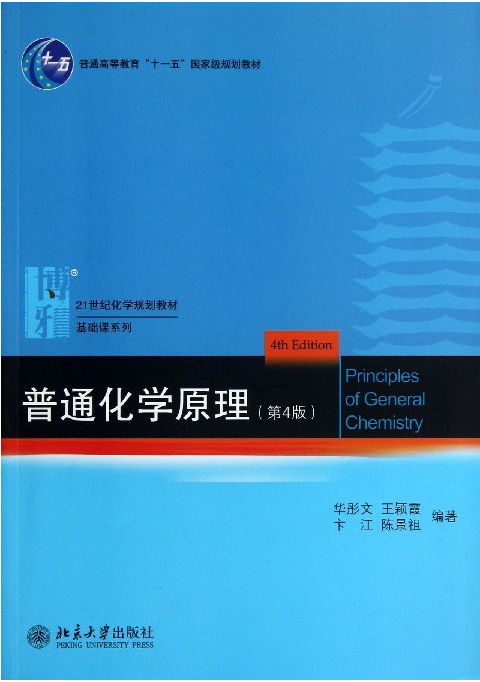 十一五
普通高等教育“十一五”国家级规划教材
博雅
®
21世纪化学规划教材
基础课系列
4th Edition
普通化学原理(第4版)
Principles
of General
Chemistry
华彤文 王颖霞
卞 江 陈景祖 编著
北京大学出版社
PEKING UNIVERSITY PRESS